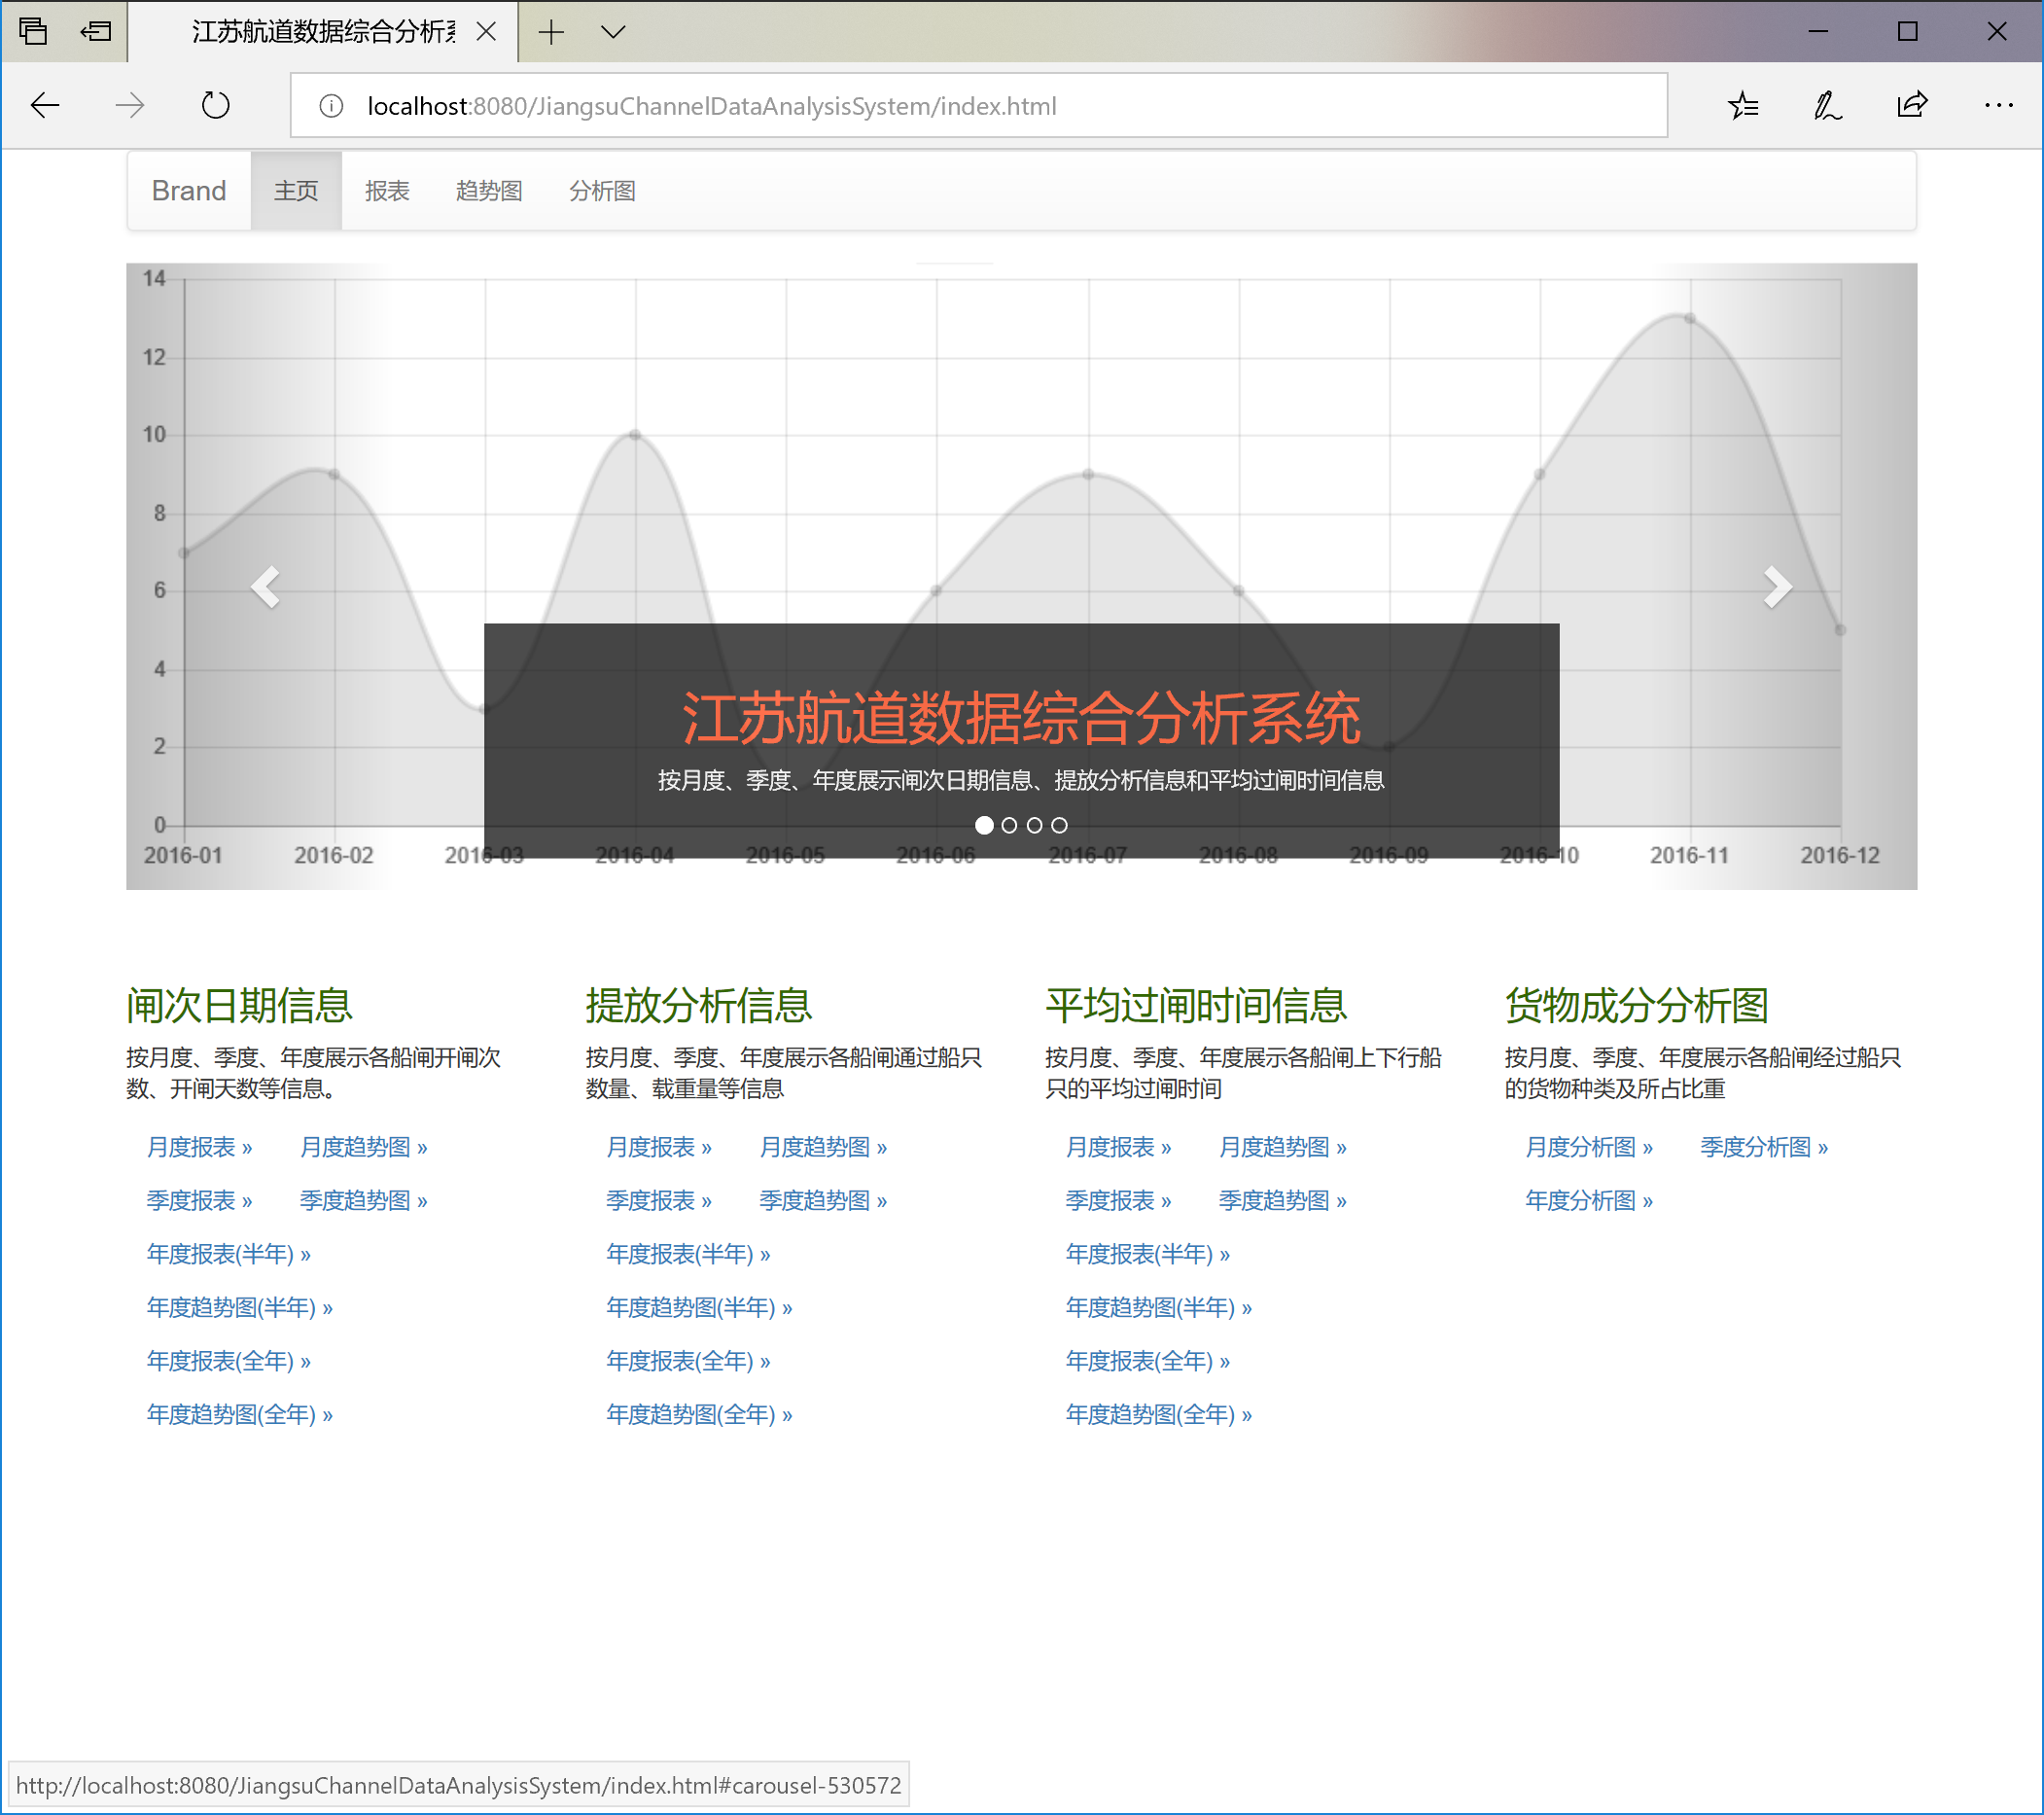 江苏航道数据综合分析系
localhost:8080/JiangsuChannelDataAnalysisSystem/index.html
Brand 主页 报表 趋势图 分析图
14
12
10
8
6
4
2
0
江苏航道数据综合分析系统
按月度、季度、年度展示闸次日期信息、提放分析信息和平均过闸时间信息
2016-01 2016-02 2016-03 2016-04 2016-05 2016-06 2016-07 2016-08 2016-09 2016-10 2016-11 2016-12
闸次日期信息
按月度、季度、年度展示各船闸开闸次
数、开闸天数等信息。
月度报表 » 月度趋势图 »
季度报表 » 季度趋势图 »
年度报表(半年) »
年度趋势图(半年) »
年度报表(全年) »
年度趋势图(全年) »
提放分析信息
按月度、季度、年度展示各船闸通过船只
数量、载重量等信息
月度报表 » 月度趋势图 »
季度报表 » 季度趋势图 »
年度报表(半年) »
年度趋势图(半年) »
年度报表(全年) »
年度趋势图(全年) »
平均过闸时间信息
按月度、季度、年度展示各船闸上下行船
只的平均过闸时间
月度报表 » 月度趋势图 »
季度报表 » 季度趋势图 »
年度报表(半年) »
年度趋势图(半年) »
年度报表(全年) »
年度趋势图(全年) »
货物成分分析图
按月度、季度、年度展示各船闸经过船只
的货物种类及所占比重
月度分析图 » 季度分析图 »
年度分析图 »
http://localhost:8080/JiangsuChannelDataAnalysisSystem/index.html#carousel-530572